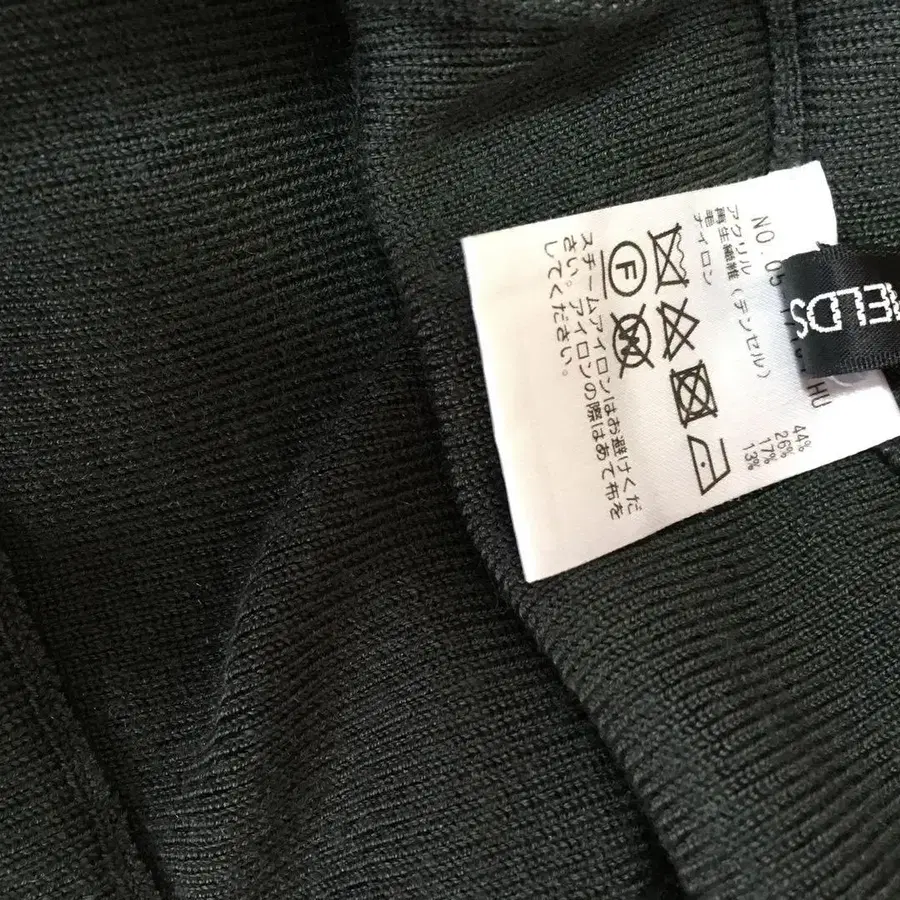 NO. 05
HU
アクリル 44%
再生繊維(テンセル) 26%
毛 17%
ナイロン 13%
F
W
スチームアイロンはお避けくだ
さい。アイロンの際はあて布を
してください。
ELDS